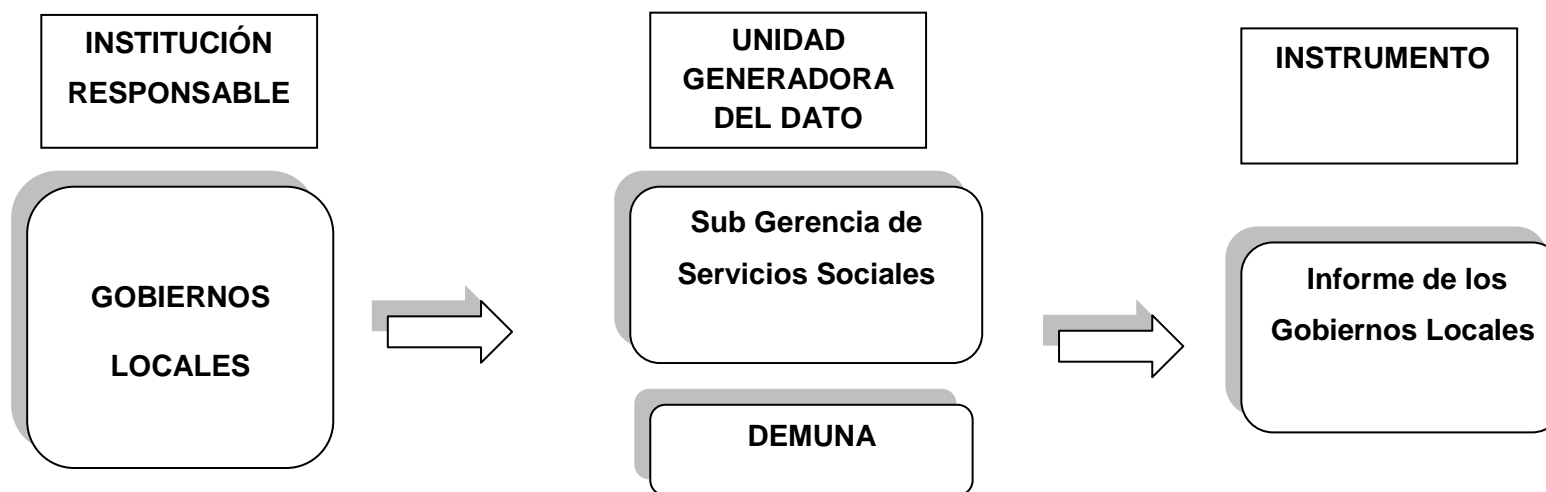 INSTITUCIÓN
RESPONSABLE
UNIDAD
GENERADORA
DEL DATO
INSTRUMENTO
GOBIERNOS
LOCALES
Sub Gerencia de
Servicios Sociales
DEMUNA
Informe de los
Gobiernos Locales